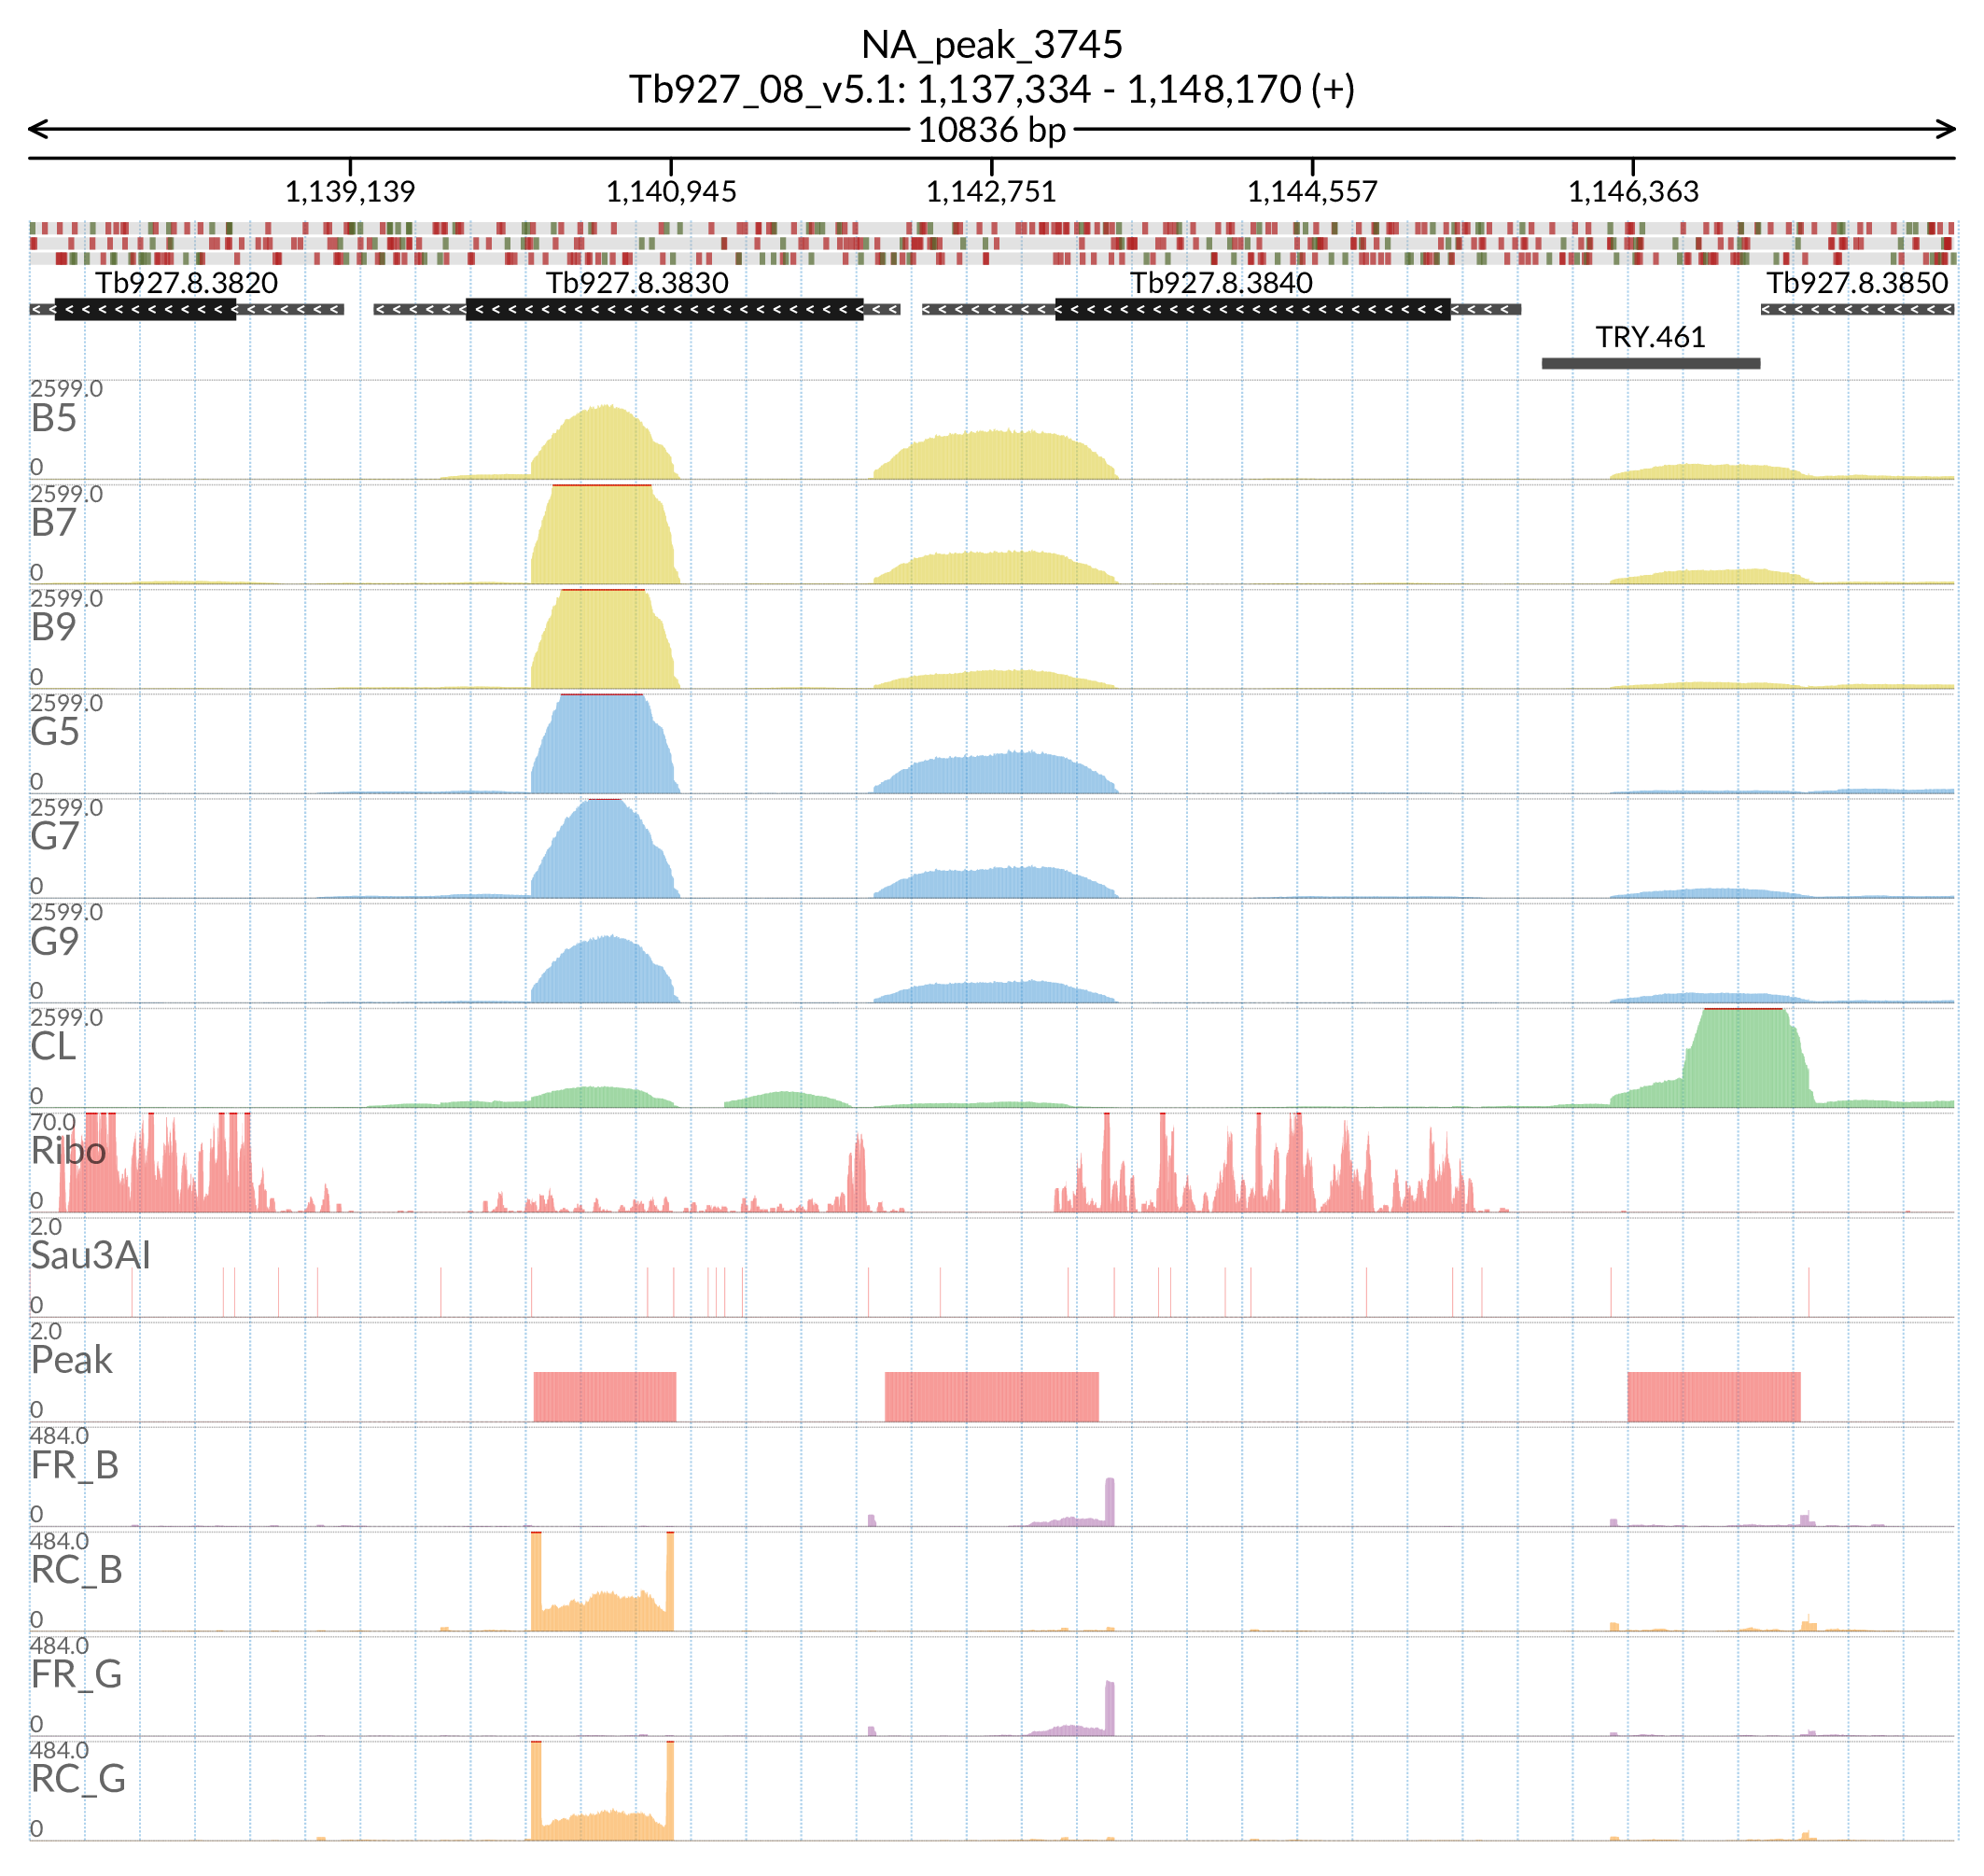 NA_peak_3745
Tb927_08_v5.1: 1,137,334 - 1,148,170 (+)
10836 bp
1,139,139 1,140,945 1,142,751 1,144,557 1,146,363
Tb927.8.3820 Tb927.8.3830 Tb927.8.3840 Tb927.8.3850
TRY.461
2599.0
B5
0
2599.0
B7
0
2599.0
B9
0
2599.0
G5
0
2599.0
G7
0
2599.0
G9
0
2599.0
CL
0
70.0
Ribo
0
2.0
Sau3AI
0
2.0
Peak
0
484.0
FR_B
0
484.0
RC_B
0
484.0
FR_G
0
484.0
RC_G
0